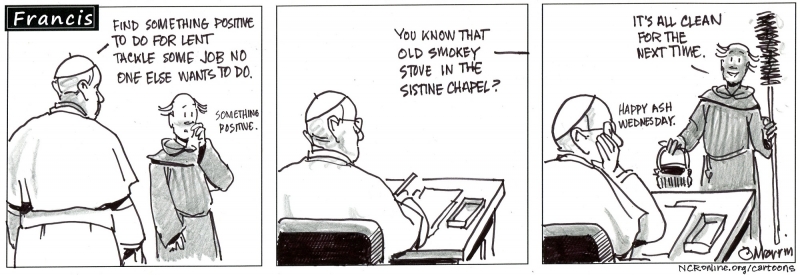 Francis
FIND SOMETHING POSITIVE
TO DO FOR LENT
TACKLE SOME JOB NO
ONE ELSE WANTS TO DO.
SOMETHING
POSITIVE.
YOU KNOW THAT
OLD SMOKEY
STOVE IN THE
SISTINE CHAPEL?
IT'S ALL CLEAN
FOR THE
NEXT TIME.
HAPPY ASH
WEDNESDAY.
NCRonline.org/cartoons